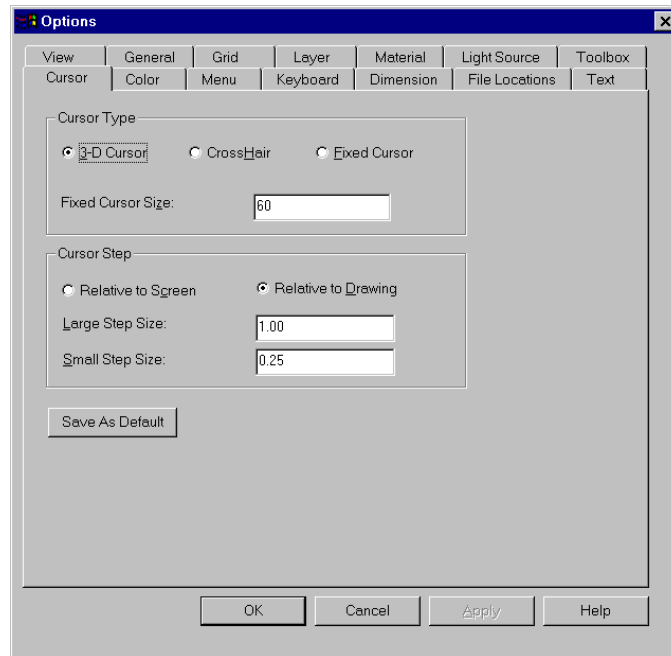 Options
View General Grid Layer Material Light Source Toolbox
Cursor Color Menu Keyboard Dimension File Locations Text
Cursor Type
3-D Cursor CrossHair Fixed Cursor
Fixed Cursor Size: 60
Cursor Step
Relative to Screen Relative to Drawing
Large Step Size: 1.00
Small Step Size: 0.25
Save As Default
OK Cancel Apply Help